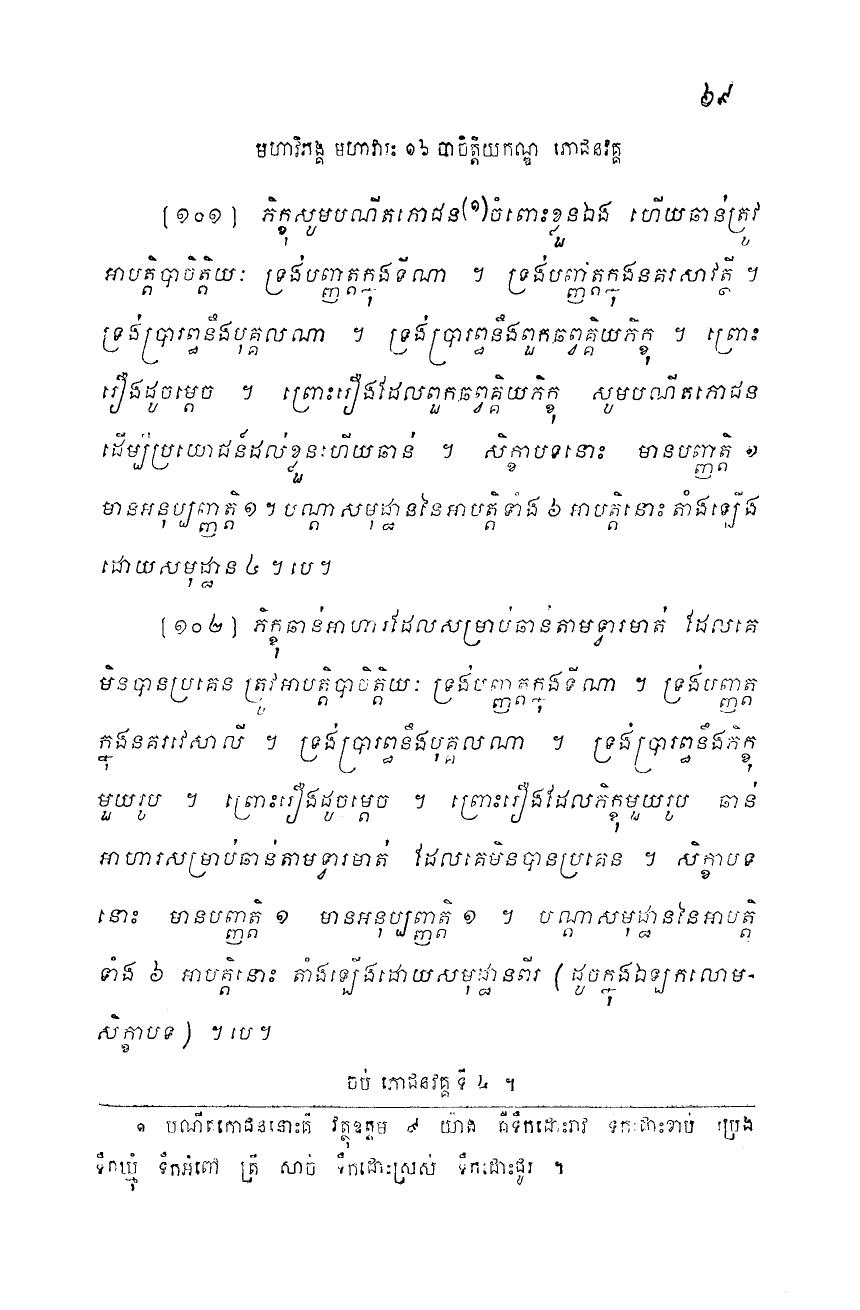 ៦៩
មហាវិភង្គ មហាវារៈ ១៦ បាចិត្តិយកណ្ឌ ភោជនវគ្គ
[១០១] ភិក្ខុសូមបណីតភោជន(១)ចំពោះខ្លួនឯង ហើយឆាន់ត្រូវ
អាបត្តិបាចិត្តិយៈ ទ្រង់បញ្ញត្តក្នុងទីណា ។ ទ្រង់បញ្ញត្តក្នុងនគរសាវត្ថី ។
ទ្រង់ប្រារព្ធនឹងបុគ្គលណា ។ ទ្រង់ប្រារព្ធនឹងពួកឆព្វគ្គិយភិក្ខុ ។ ព្រោះ
រឿងដូចម្តេច ។ ព្រោះរឿងដែលពួកឆព្វគ្គិយភិក្ខុ សូមបណីតភោជន
ដើម្បីប្រយោជន៍ដល់ខ្លួនហើយឆាន់ ។ សិក្ខាបទនោះ មានបញ្ញត្តិ ១
មានអនុប្បញ្ញត្តិ ១ ។ បណ្តាសមុដ្ឋាននៃអាបត្តិទាំង ៦ អាបត្តិនោះ តាំងឡើង
ដោយសមុដ្ឋាន ៤ ។ បេ ។
[១០២] ភិក្ខុឆាន់អាហារដែលសម្រាប់ឆាន់តាមទ្វារមាត់ ដែលគេ
មិនបានប្រគេន ត្រូវអាបត្តិបាចិត្តិយៈ ទ្រង់បញ្ញត្តក្នុងទីណា ។ ទ្រង់បញ្ញត្ត
ក្នុងនគរវេសាលី ។ ទ្រង់ប្រារព្ធនឹងបុគ្គលណា ។ ទ្រង់ប្រារព្ធនឹងភិក្ខុ
មួយរូប ។ ព្រោះរឿងដូចម្តេច ។ ព្រោះរឿងដែលភិក្ខុមួយរូប ឆាន់
អាហារសម្រាប់ឆាន់តាមទ្វារមាត់ ដែលគេមិនបានប្រគេន ។ សិក្ខាបទ
នោះ មានបញ្ញត្តិ ១ មានអនុប្បញ្ញត្តិ ១ ។ បណ្តាសមុដ្ឋាននៃអាបត្តិ
ទាំង ៦ អាបត្តិនោះ តាំងឡើងដោយសមុដ្ឋានពីរ (ដូចក្នុងឯឡកលោម-
សិក្ខាបទ) ។ បេ ។
ចប់ ភោជនវគ្គ ទី ៤ ។
១ បណីតភោជននោះគឺ វត្ថុឧត្តម ៩ យ៉ាង គឺទឹកដោះរាវ ទឹកដោះខាប់ ប្រេង
ទឹកឃ្មុំ ទឹកអំពៅ ត្រី សាច់ ទឹកដោះស្រស់ ទឹកដោះជូរ ។